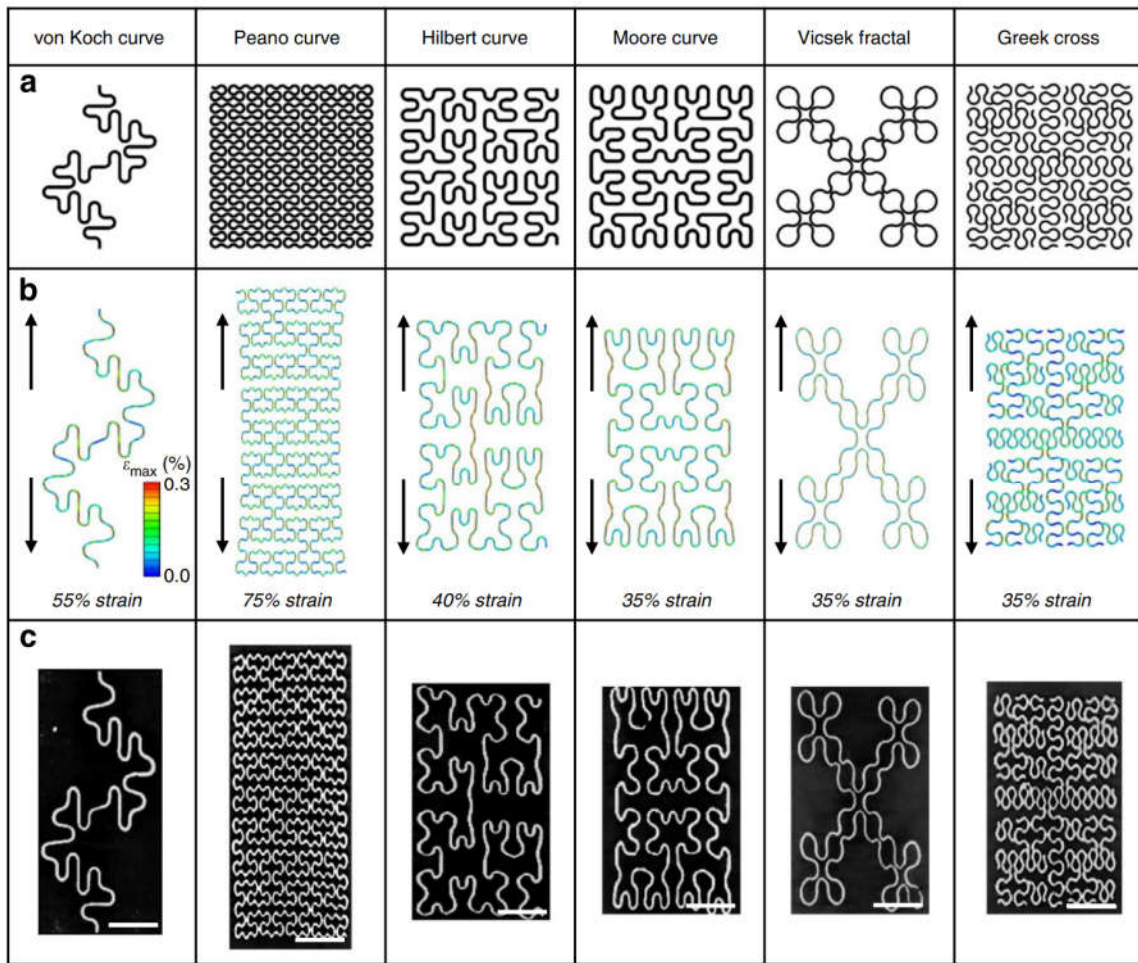 von Koch curve
Peano curve
Hilbert curve
Moore curve
Vicsek fractal
Greek cross
a
b
εmax (%)
0.3
0.0
55% strain
75% strain
40% strain
35% strain
35% strain
35% strain
c